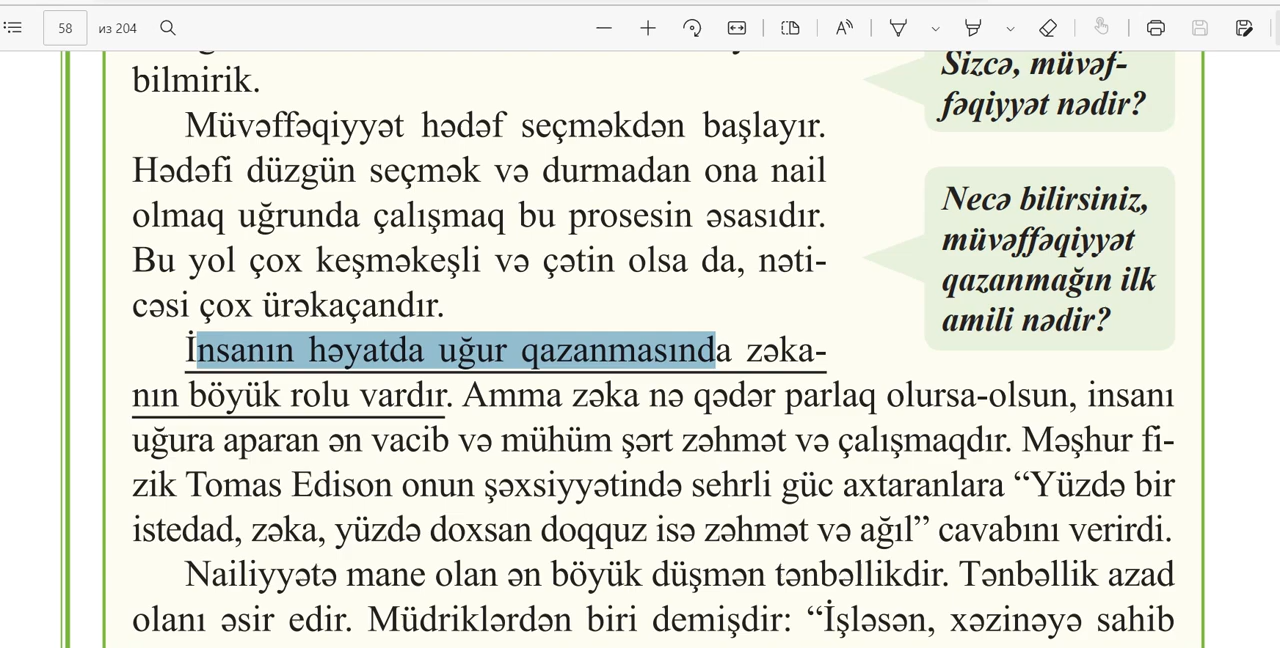 58 из 204
bilmirik.
Müvəffəqiyyət hədəf seçməkdən başlayır.
Hədəfi düzgün seçmək və durmadan ona nail
olmaq uğrunda çalışmaq bu prosesin əsasıdır.
Bu yol çox keşməkeşli və çətin olsa da, nəti-
cəsi çox ürəkaçandır.
İnsanın həyatda uğur qazanmasında zəka-
nın böyük rolu vardır. Amma zəka nə qədər parlaq olursa-olsun, insanı
uğura aparan ən vacib və mühüm şərt zəhmət və çalışmaqdır. Məşhur fi-
zik Tomas Edison onun şəxsiyyətində sehrli güc axtaranlara “Yüzdə bir
istedad, zəka, yüzdə doxsan doqquz isə zəhmət və ağıl” cavabını verirdi.
Nailiyyətə mane olan ən böyük düşmən tənbəllikdir. Tənbəllik azad
olanı əsir edir. Müdriklərdən biri demişdir: “İşləsən, xəzinəyə sahib
Sizcə, müvəf-
fəqiyyət nədir?
Necə bilirsiniz,
müvəffəqiyyət
qazanmağın ilk
amili nədir?